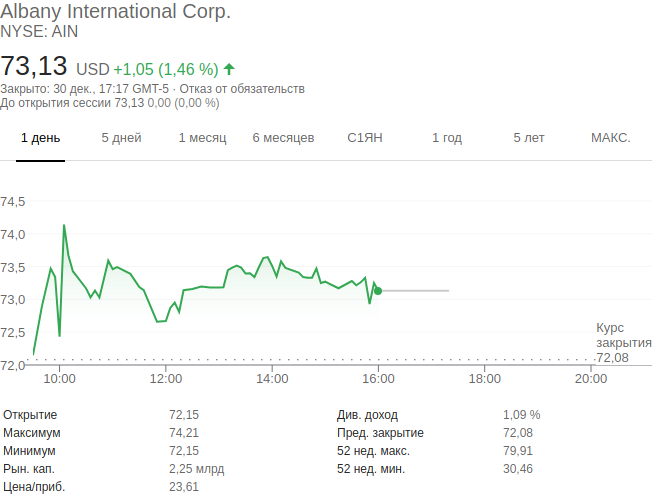 Albany International Corp.
NYSE: AIN
73,13 USD +1,05 (1,46 %)
Закрыто: 30 дек., 17:17 GMT-5 · Отказ от обязательств
До открытия сессии 73,13 0,00 (0,00 %)
1 день 5 дней 1 месяц 6 месяцев С1ЯН 1 год 5 лет МАКС.
74,5
74,0
73,5
73,0
72,5
72,0
Курс
закрытия
72,08
10:00 12:00 14:00 16:00 18:00 20:00
Открытие 72,15 Див. доход 1,09 %
Максимум 74,21 Пред. закрытие 72,08
Минимум 72,15 52 нед. макс. 79,91
Рын. кап. 2,25 млрд 52 нед. мин. 30,46
Цена/приб. 23,61